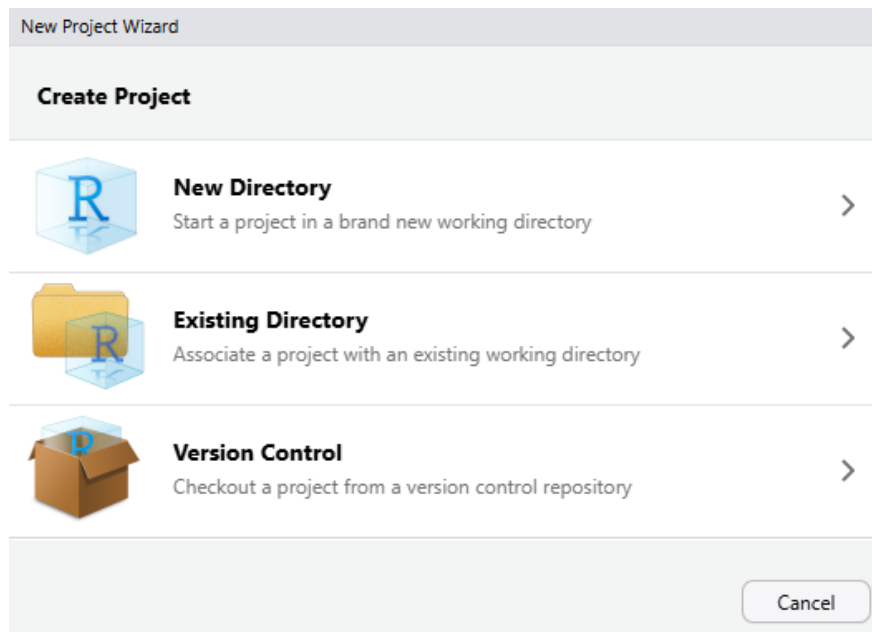 New Project Wizard
Create Project
R
New Directory
Start a project in a brand new working directory
R
Existing Directory
Associate a project with an existing working directory
R
Version Control
Checkout a project from a version control repository
Cancel